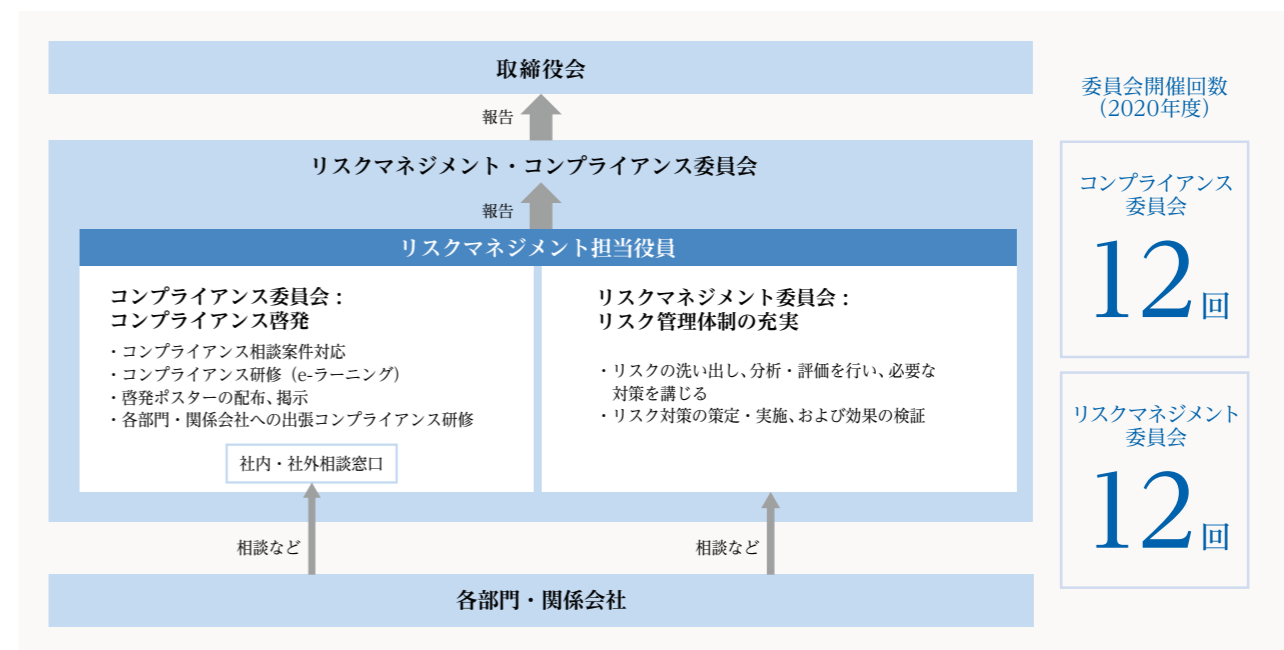 取締役会
報告
リスクマネジメント・コンプライアンス委員会
報告
リスクマネジメント担当役員
コンプライアンス委員会：
コンプライアンス啓発
・コンプライアンス相談案件対応
・コンプライアンス研修（e-ラーニング）
・啓発ポスターの配布、掲示
・各部門・関係会社への出張コンプライアンス研修
社内・社外相談窓口
リスクマネジメント委員会：
リスク管理体制の充実
・リスクの洗い出し、分析・評価を行い、必要な
対策を講じる
・リスク対策の策定・実施、および効果の検証
相談など
相談など
各部門・関係会社
委員会開催回数
（2020年度）
コンプライアンス
委員会
12回
リスクマネジメント
委員会
12回